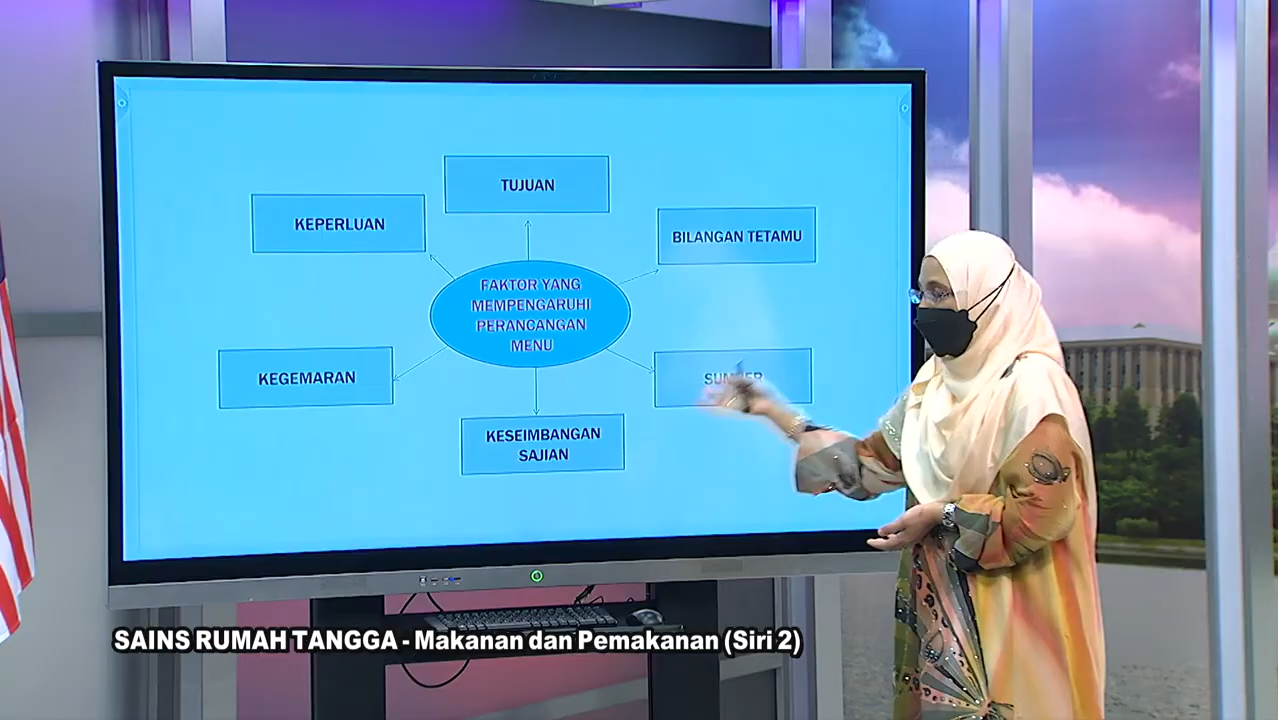 TUJUAN
KEPERLUAN
BILANGAN TETAMU
FAKTOR YANG
MEMPENGARUHI
PERANCANGAN
MENU
KEGEMARAN
SUMBER
KESEIMBANGAN
SAJIAN
SAINS RUMAH TANGGA - Makanan dan Pemakanan (Siri 2)